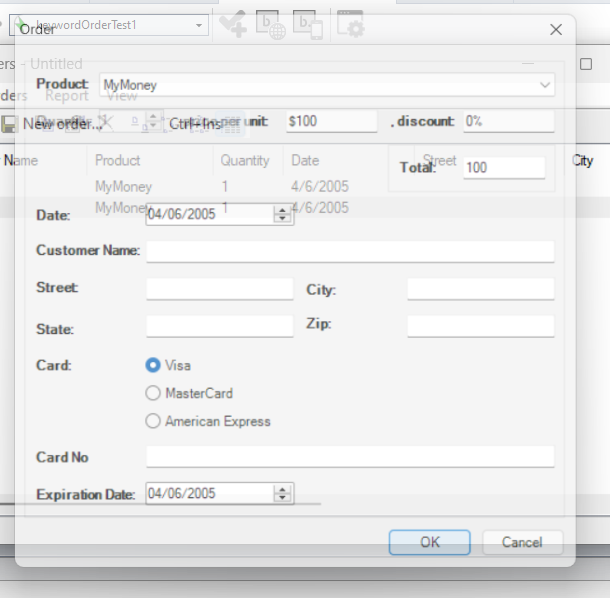 keywordOrderTest1
Order
ers - Untitled
Product: MyMoney
ders Report View
New order... Ctrl+Ins
per unit: $100 , discount: 0%
Name Product Quantity Date Street City
Total: 100
MyMoney 1 4/6/2005
MyMoney 1 4/6/2005
Date: 04/06/2005
Customer Name:
Street: City:
State: Zip:
Card: Visa
MasterCard
American Express
Card No
Expiration Date: 04/06/2005
OK Cancel